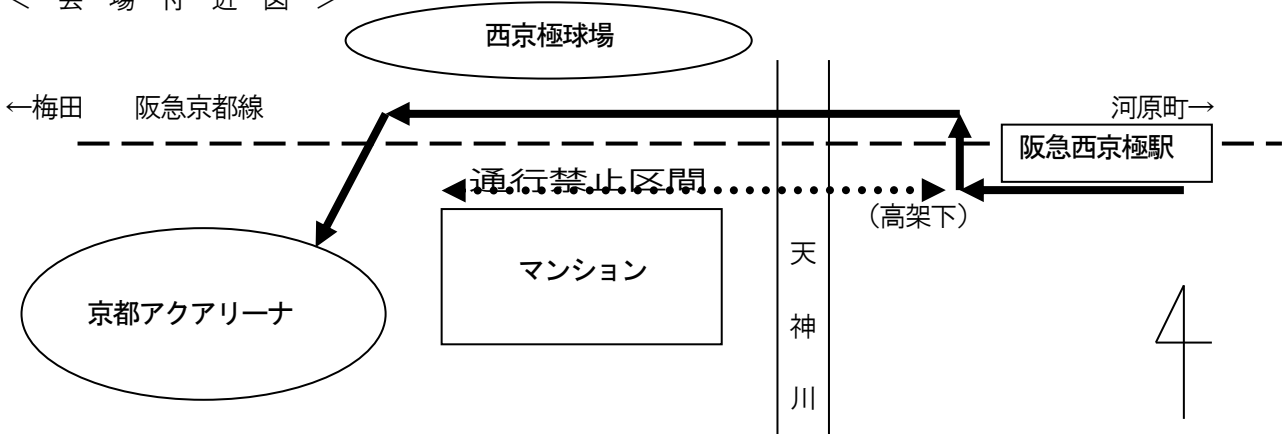 ＜ 会 場 付 近 図 ＞
西京極球場
←梅田 阪急京都線 河原町→
阪急西京極駅
通行禁止区間
（高架下）
天神川
マンション
京都アクアリーナ